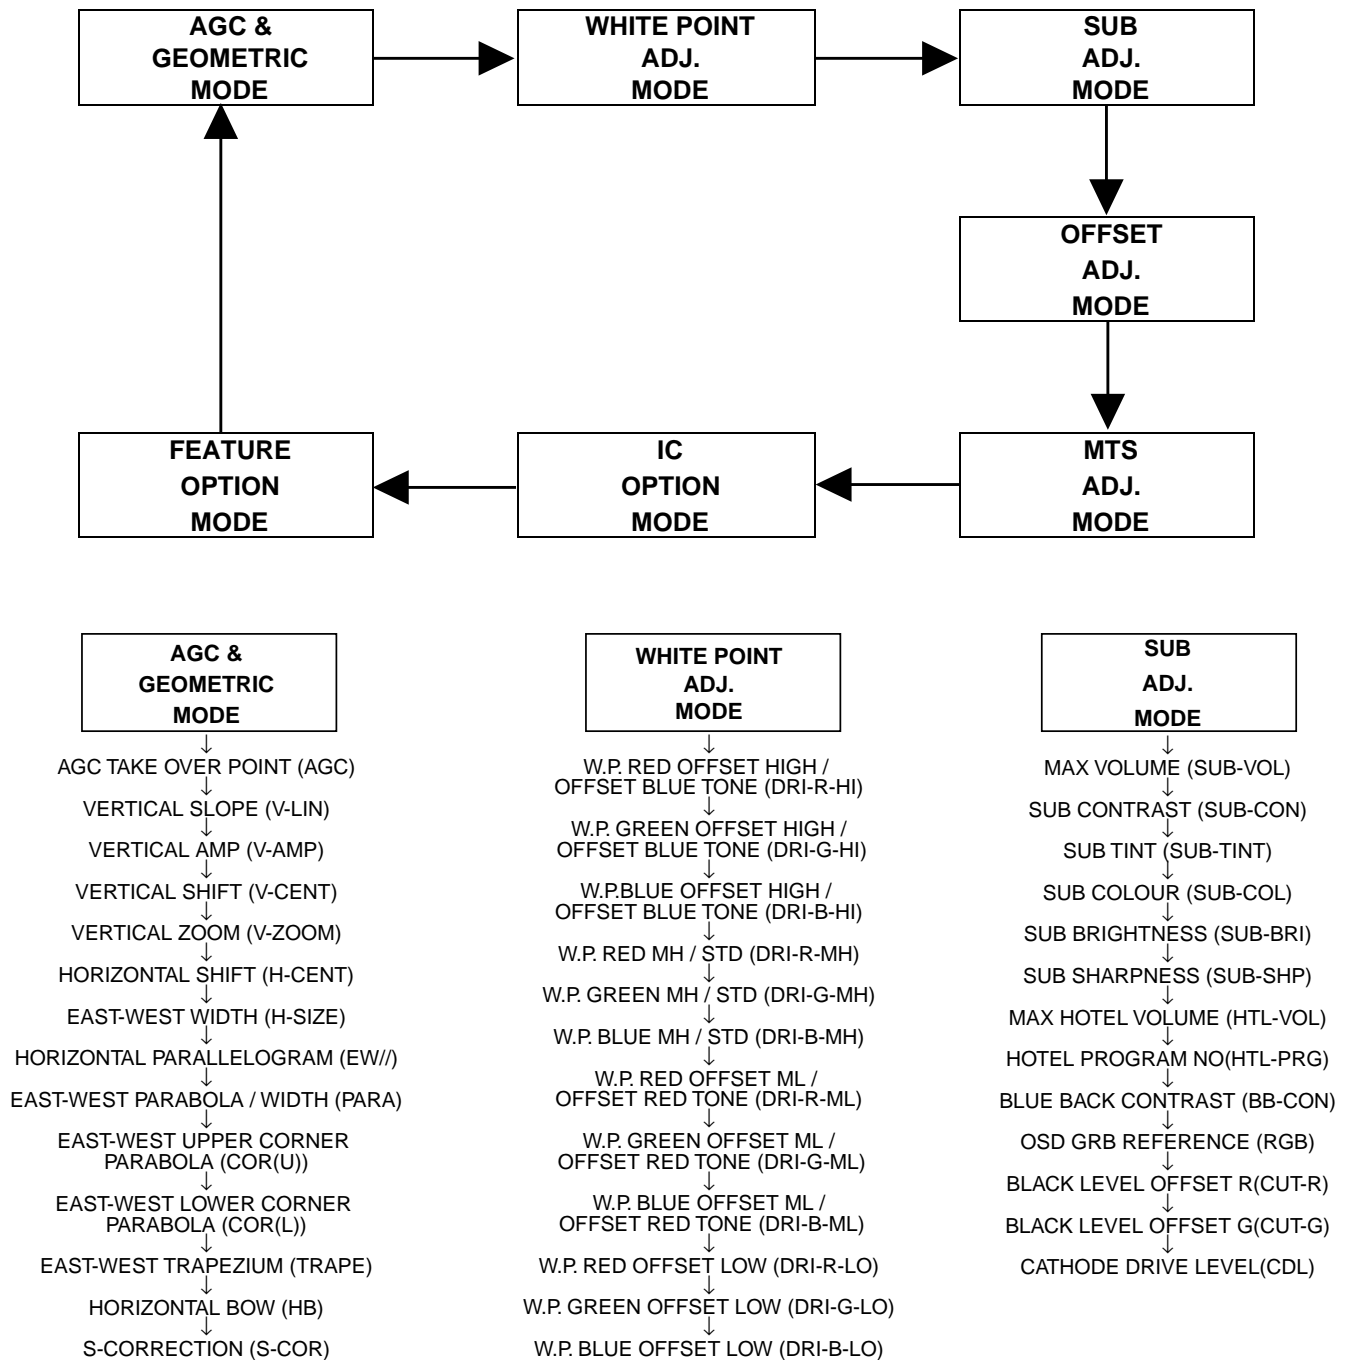 AGC &
GEOMETRIC
MODE
WHITE POINT
ADJ.
MODE
SUB
ADJ.
MODE
OFFSET
ADJ.
MODE
FEATURE
OPTION
MODE
IC
OPTION
MODE
MTS
ADJ.
MODE
AGC &
GEOMETRIC
MODE
AGC TAKE OVER POINT (AGC)
VERTICAL SLOPE (V-LIN)
VERTICAL AMP (V-AMP)
VERTICAL SHIFT (V-CENT)
VERTICAL ZOOM (V-ZOOM)
HORIZONTAL SHIFT (H-CENT)
EAST-WEST WIDTH (H-SIZE)
HORIZONTAL PARALLELOGRAM (EW//)
EAST-WEST PARABOLA / WIDTH (PARA)
EAST-WEST UPPER CORNER
PARABOLA (COR(U))
EAST-WEST LOWER CORNER
PARABOLA (COR(L))
EAST-WEST TRAPEZIUM (TRAPE)
HORIZONTAL BOW (HB)
S-CORRECTION (S-COR)
WHITE POINT
ADJ.
MODE
W.P. RED OFFSET HIGH /
OFFSET BLUE TONE (DRI-R-HI)
W.P. GREEN OFFSET HIGH /
OFFSET BLUE TONE (DRI-G-HI)
W.P.BLUE OFFSET HIGH /
OFFSET BLUE TONE (DRI-B-HI)
W.P. RED MH / STD (DRI-R-MH)
W.P. GREEN MH / STD (DRI-G-MH)
W.P. BLUE MH / STD (DRI-B-MH)
W.P. RED OFFSET ML /
OFFSET RED TONE (DRI-R-ML)
W.P. GREEN OFFSET ML /
OFFSET RED TONE (DRI-G-ML)
W.P. BLUE OFFSET ML /
OFFSET RED TONE (DRI-B-ML)
W.P. RED OFFSET LOW (DRI-R-LO)
W.P. GREEN OFFSET LOW (DRI-G-LO)
W.P. BLUE OFFSET LOW (DRI-B-LO)
SUB
ADJ.
MODE
MAX VOLUME (SUB-VOL)
SUB CONTRAST (SUB-CON)
SUB TINT (SUB-TINT)
SUB COLOUR (SUB-COL)
SUB BRIGHTNESS (SUB-BRI)
SUB SHARPNESS (SUB-SHP)
MAX HOTEL VOLUME (HTL-VOL)
HOTEL PROGRAM NO(HTL-PRG)
BLUE BACK CONTRAST (BB-CON)
OSD GRB REFERENCE (RGB)
BLACK LEVEL OFFSET R(CUT-R)
BLACK LEVEL OFFSET G(CUT-G)
CATHODE DRIVE LEVEL(CDL)